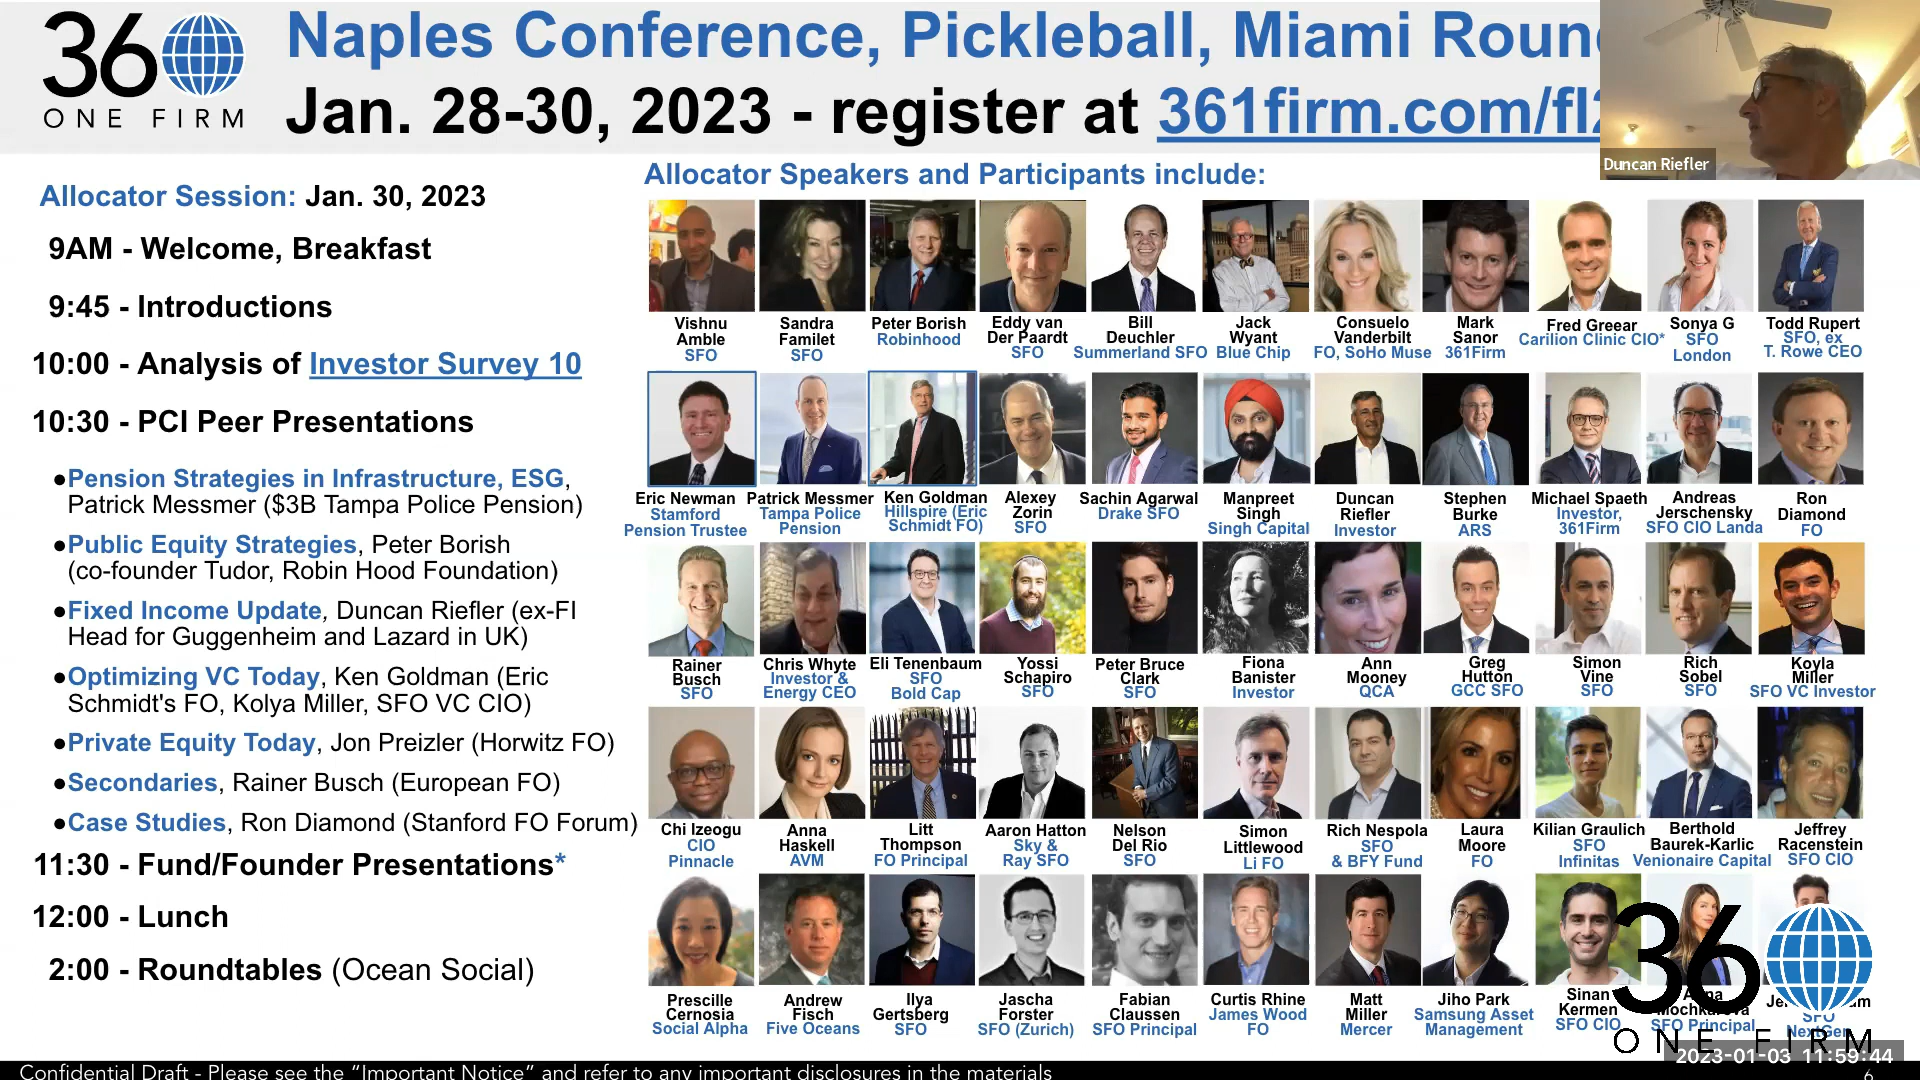 36
ONE FIRM
Naples Conference, Pickleball, Miami Roun
Jan. 28-30, 2023 - register at 361firm.com/fl
Duncan Riefler
Allocator Session: Jan. 30, 2023
9AM - Welcome, Breakfast
9:45 - Introductions
10:00 - Analysis of Investor Survey 10
10:30 - PCI Peer Presentations
●Pension Strategies in Infrastructure, ESG,
Patrick Messmer ($3B Tampa Police Pension)
●Public Equity Strategies, Peter Borish
(co-founder Tudor, Robin Hood Foundation)
●Fixed Income Update, Duncan Riefler (ex-FI
Head for Guggenheim and Lazard in UK)
●Optimizing VC Today, Ken Goldman (Eric
Schmidt's FO, Kolya Miller, SFO VC CIO)
●Private Equity Today, Jon Preizler (Horwitz FO)
●Secondaries, Rainer Busch (European FO)
●Case Studies, Ron Diamond (Stanford FO Forum)
11:30 - Fund/Founder Presentations*
12:00 - Lunch
2:00 - Roundtables (Ocean Social)
Allocator Speakers and Participants include:
Vishnu
Amble
SFO
Sandra
Familet
SFO
Peter Borish
Robinhood
Eddy van
Der Paardt
SFO
Bill
Deuchler
Summerland SFO
Jack
Wyant
Blue Chip
Consuelo
Vanderbilt
FO, SoHo Muse
Mark
Sanor
361Firm
Fred Greear
Carilion Clinic CIO*
Sonya G
SFO
London
Todd Rupert
SFO, ex
T. Rowe CEO
Eric Newman
Stamford
Pension Trustee
Patrick Messmer
Tampa Police
Pension
Ken Goldman
Hillspire (Eric
Schmidt FO)
Alexey
Zorin
SFO
Sachin Agarwal
Drake SFO
Manpreet
Singh
Singh Capital
Duncan
Riefler
Investor
Stephen
Burke
ARS
Michael Spaeth
Investor,
361Firm
Andreas
Jerschensky
SFO CIO Landa
Ron
Diamond
FO
Rainer
Busch
SFO
Chris Whyte
Investor &
Energy CEO
Eli Tenenbaum
SFO
Bold Cap
Yossi
Schapiro
SFO
Peter Bruce
Clark
SFO
Fiona
Banister
Investor
Ann
Mooney
QCA
Greg
Hutton
GCC SFO
Simon
Vine
SFO
Rich
Sobel
SFO
Koyla
Miller
SFO VC Investor
Chi Izeogu
CIO
Pinnacle
Anna
Haskell
AVM
Litt
Thompson
FO Principal
Aaron Hatton
Sky &
Ray SFO
Nelson
Del Rio
SFO
Simon
Littlewood
Li FO
Rich Nespola
SFO
& BFY Fund
Laura
Moore
FO
Kilian Graulich
SFO
Infinitas
Berthold
Baurek-Karlic
Venionaire Capital
Jeffrey
Racenstein
SFO CIO
Prescille
Cernosia
Social Alpha
Andrew
Fisch
Five Oceans
Ilya
Gertsberg
SFO
Jascha
Forster
SFO (Zurich)
Fabian
Claussen
SFO Principal
Curtis Rhine
James Wood
FO
Matt
Miller
Mercer
Jiho Park
Samsung Asset
Management
Sinan
Kermen
SFO CIO
SFO Principal
SFO
NextGen
36
ONE FIRM
2023-01-03 11:59:44
Confidential Draft - Please see the “Important Notice” and refer to any important disclosures in the materials
6